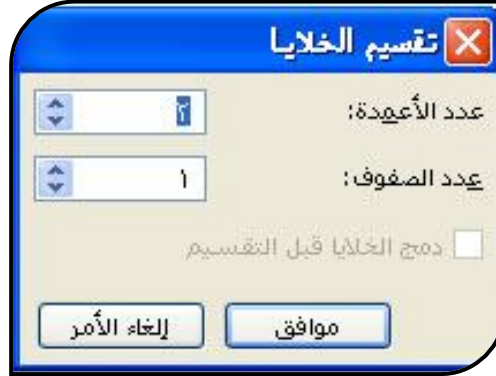 تقسيم الخلايا
عدد الأعمدة: ٢
عدد الصفوف: ١
دمج الخلايا قبل التقسيم
موافق إلغاء الأمر